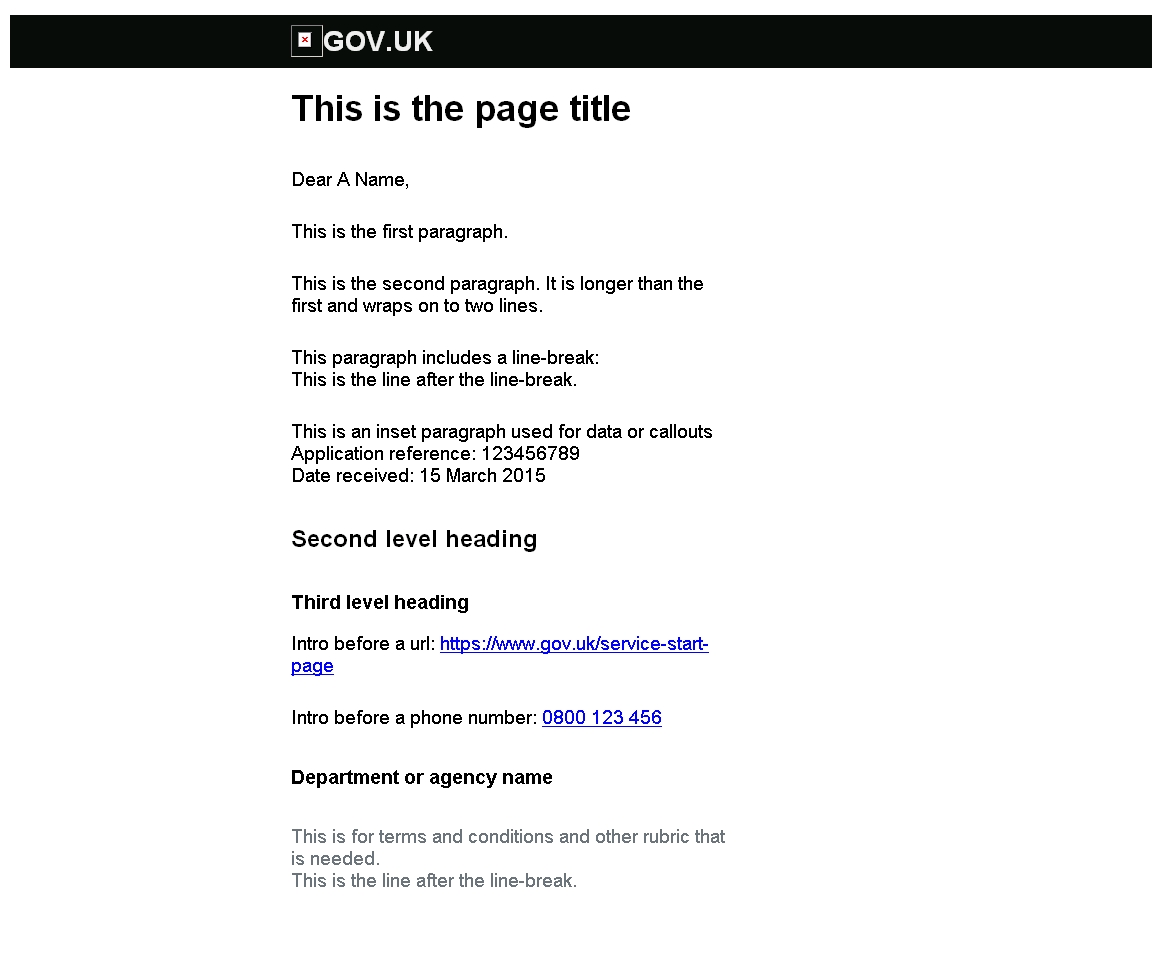 GOV.UK
This is the page title
Dear A Name,
This is the first paragraph.
This is the second paragraph. It is longer than the
first and wraps on to two lines.
This paragraph includes a line-break:
This is the line after the line-break.
This is an inset paragraph used for data or callouts
Application reference: 123456789
Date received: 15 March 2015
Second level heading
Third level heading
Intro before a url: https://www.gov.uk/service-start-
page
Intro before a phone number: 0800 123 456
Department or agency name
This is for terms and conditions and other rubric that
is needed.
This is the line after the line-break.